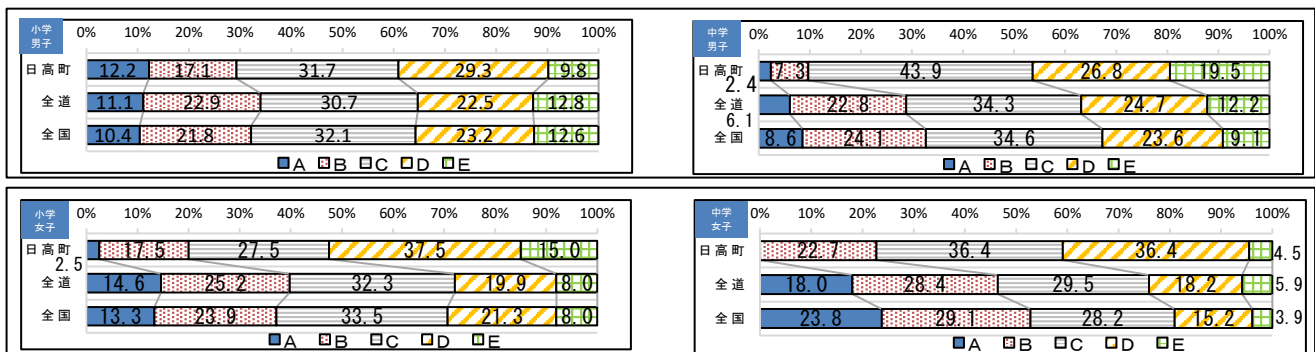 小学
男子
0% 10% 20% 30% 40% 50% 60% 70% 80% 90% 100%
日高町 12.2 17.1 31.7 29.3 9.8
全道 11.1 22.9 30.7 22.5 12.8
全国 10.4 21.8 32.1 23.2 12.6
A B C D E
中学
男子
0% 10% 20% 30% 40% 50% 60% 70% 80% 90% 100%
日高町 2.4 7.3 43.9 26.8 19.5
全道 6.1 22.8 34.3 24.7 12.2
全国 8.6 24.1 34.6 23.6 9.1
A B C D E
小学
女子
0% 10% 20% 30% 40% 50% 60% 70% 80% 90% 100%
日高町 2.5 17.5 27.5 37.5 15.0
全道 14.6 25.2 32.3 19.9 8.0
全国 13.3 23.9 33.5 21.3 8.0
A B C D E
中学
女子
0% 10% 20% 30% 40% 50% 60% 70% 80% 90% 100%
日高町 22.7 36.4 36.4 4.5
全道 18.0 28.4 29.5 18.2 5.9
全国 23.8 29.1 28.2 15.2 3.9
A B C D E